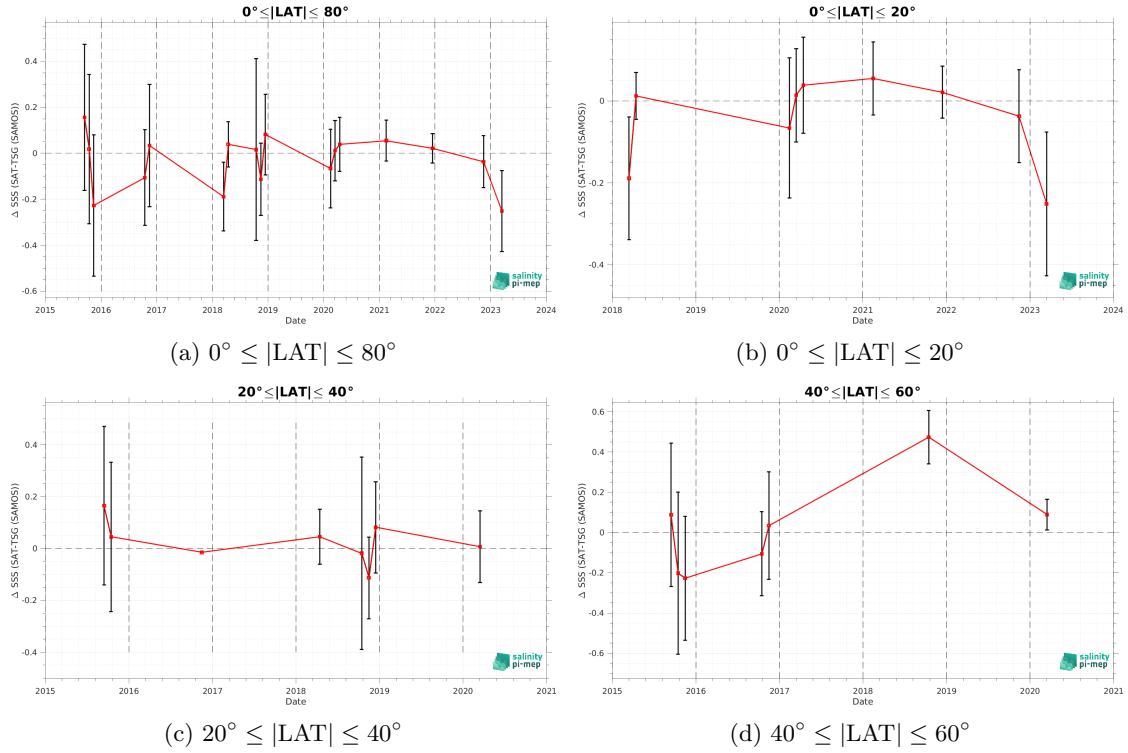 0°≤|LAT|≤ 80°
Δ SSS (SAT-TSG (SAMOS))
0.4
0.2
0
-0.2
-0.4
-0.6
2015 2016 2017 2018 2019 2020 2021 2022 2023 2024
Date
salinity
pi-mep
(a) 0° ≤ |LAT| ≤ 80°
0°≤|LAT|≤ 20°
Δ SSS (SAT-TSG (SAMOS))
0
-0.2
-0.4
2018 2019 2020 2021 2022 2023 2024
Date
salinity
pi-mep
(b) 0° ≤ |LAT| ≤ 20°
20°≤|LAT|≤ 40°
Δ SSS (SAT-TSG (SAMOS))
0.4
0.2
0
-0.2
-0.4
2015 2016 2017 2018 2019 2020 2021
Date
salinity
pi-mep
(c) 20° ≤ |LAT| ≤ 40°
40°≤|LAT|≤ 60°
Δ SSS (SAT-TSG (SAMOS))
0.6
0.4
0.2
0
-0.2
-0.4
-0.6
2015 2016 2017 2018 2019 2020 2021
Date
salinity
pi-mep
(d) 40° ≤ |LAT| ≤ 60°